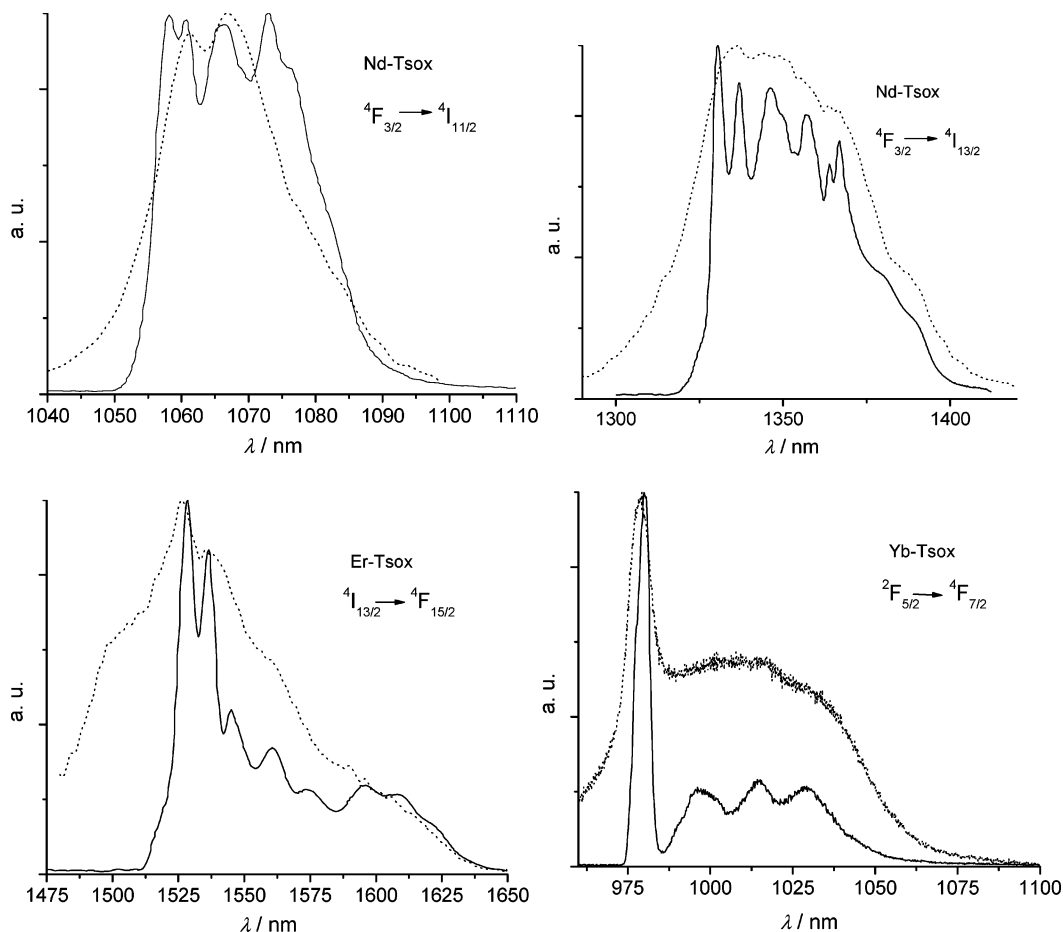 Nd-Tsox
4F3/2 → 4I11/2
a. u.
1040 1050 1060 1070 1080 1090 1100 1110
λ / nm
Nd-Tsox
4F3/2 → 4I13/2
a. u.
1300 1350 1400
λ / nm
Er-Tsox
4I13/2 → 4F15/2
a. u.
1475 1500 1525 1550 1575 1600 1625 1650
λ / nm
Yb-Tsox
2F5/2 → 4F7/2
a. u.
975 1000 1025 1050 1075 1100
λ / nm